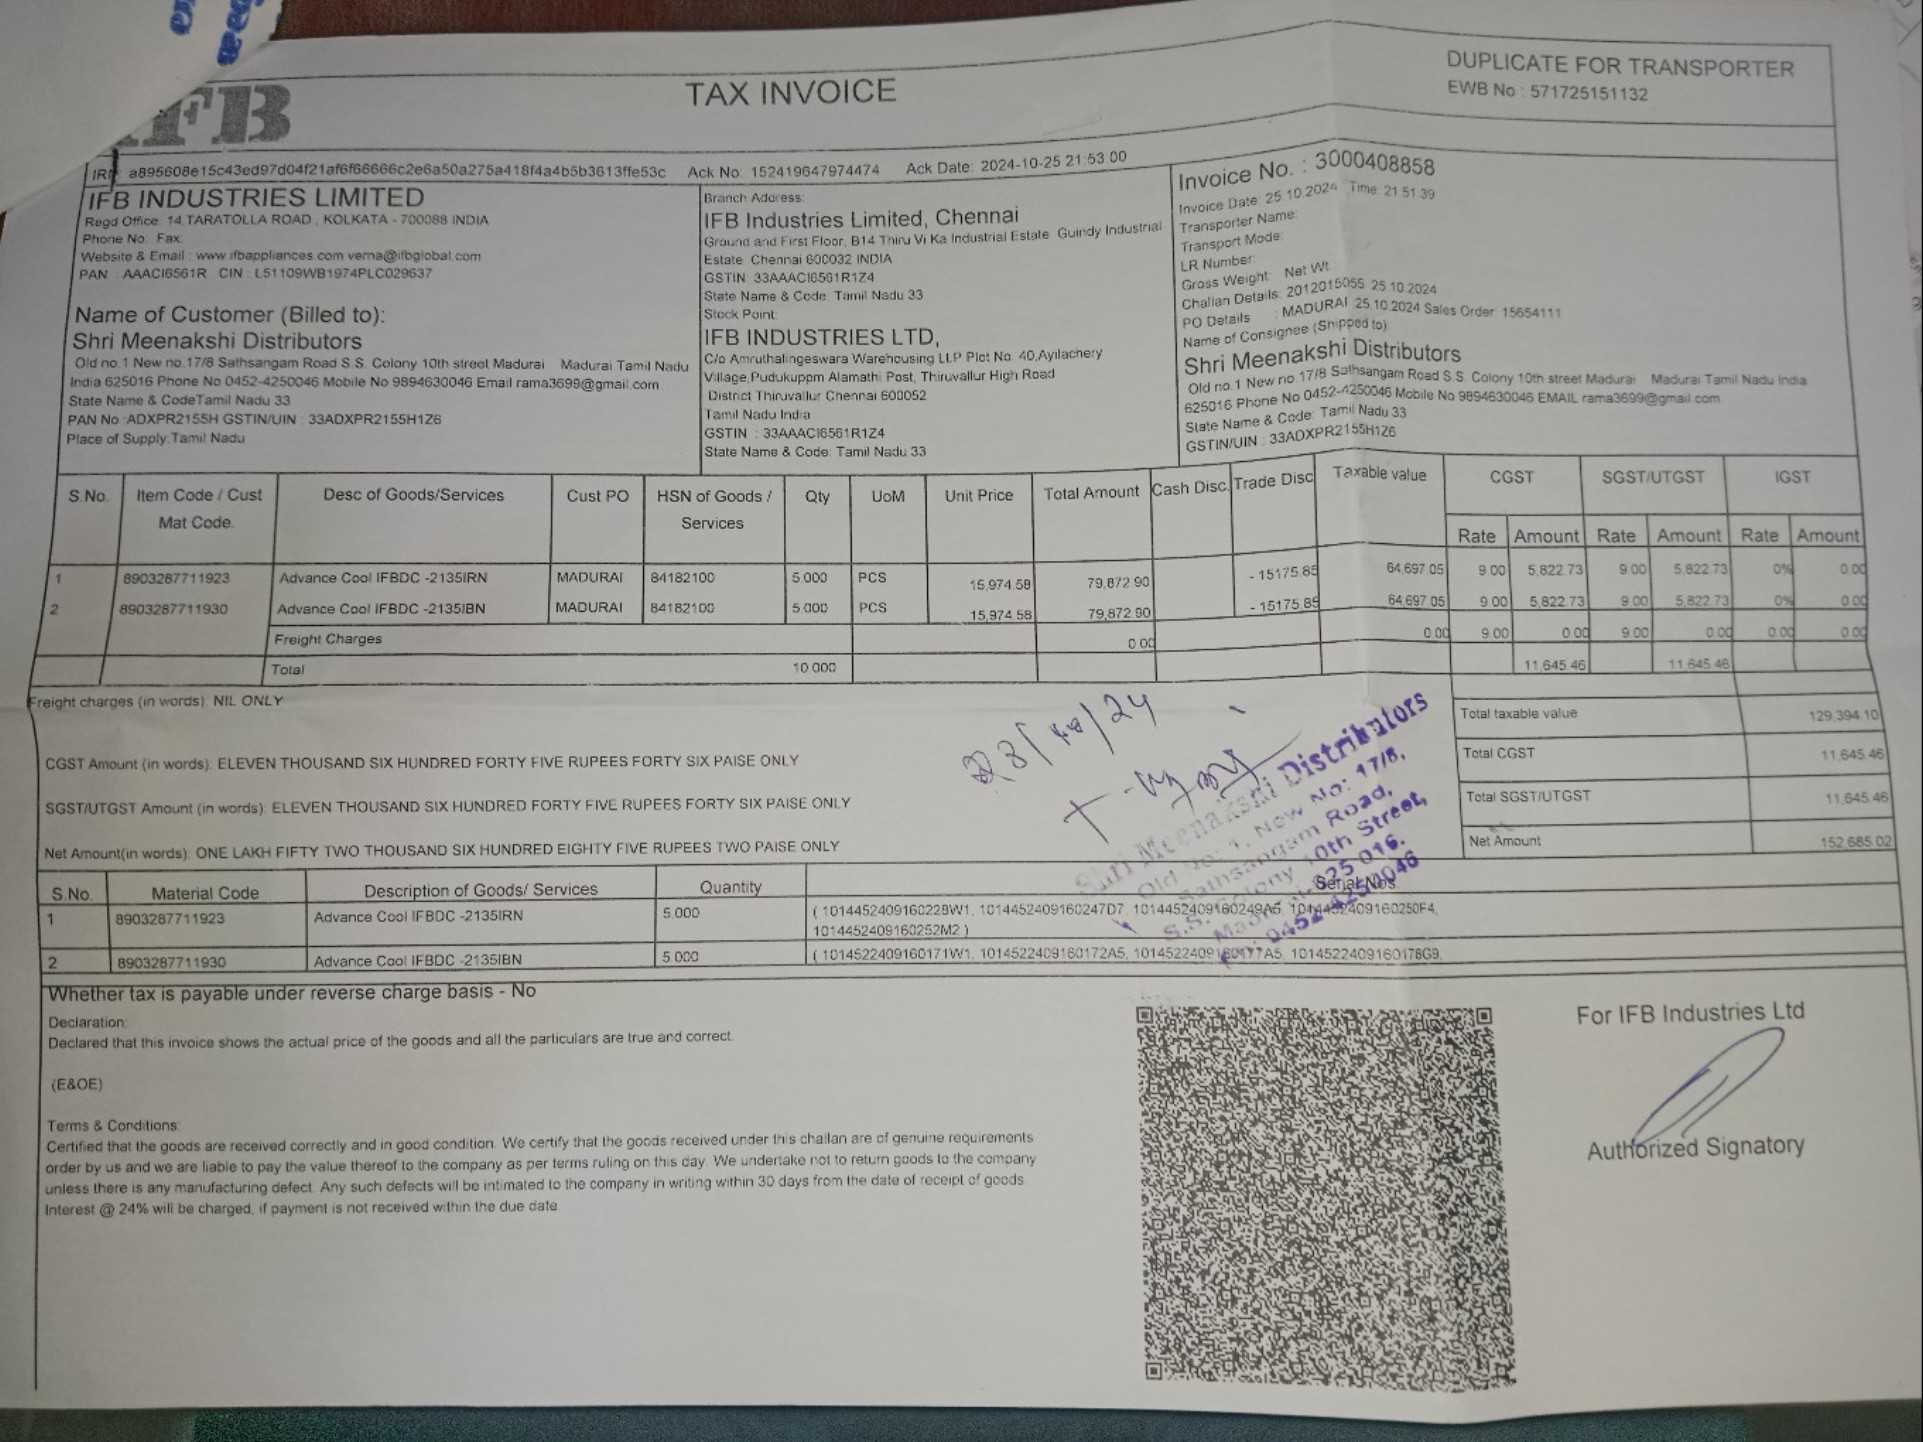 IFB
TAX INVOICE
DUPLICATE FOR TRANSPORTER
EWB No : 571725151132
IRN a895608e15c43ed97d04f21af6f66666c2e6a50a275a418f4a4b5b3613ffe53c Ack No: 152419647974474 Ack Date: 2024-10-25 21:53:00
IFB INDUSTRIES LIMITED
Regd Office: 14,TARATOLLA ROAD , KOLKATA - 700088 INDIA
Phone No: Fax:
Website & Email : www.ifbappliances.com verna@ifbglobal.com
PAN : AAACI6561R CIN : L51109WB1974PLC029637
Name of Customer (Billed to):
Shri Meenakshi Distributors
Old no.1 New no.17/8 Sathsangam Road S.S. Colony 10th street Madurai Madurai Tamil Nadu
India 625016 Phone No 0452-4250046 Mobile No 9894630046 Email rama3699@gmail.com
State Name & CodeTamil Nadu 33
PAN No :ADXPR2155H GSTIN/UIN : 33ADXPR2155H1Z6
Place of Supply:Tamil Nadu
Branch Address:
IFB Industries Limited, Chennai
Ground and First Floor, B14 Thiru Vi Ka Industrial Estate Guindy Industrial
Estate Chennai 600032 INDIA
GSTIN: 33AAACI6561R1Z4
State Name & Code: Tamil Nadu 33
Stock Point:
IFB INDUSTRIES LTD,
C/o Amruthalingeswara Warehousing LLP Plot No. 40,Ayilachery
Village,Pudukuppm Alamathi Post, Thiruvallur High Road
District Thiruvallur Chennai 600052
Tamil Nadu India
GSTIN : 33AAACI6561R1Z4
State Name & Code: Tamil Nadu 33
Invoice No. : 3000408858
Invoice Date: 25.10.2024 Time: 21:51:39
Transporter Name:
Transport Mode:
LR Number:
Gross Weight: Net Wt:
Challan Details: 2012015055 25.10.2024
PO Details : MADURAI 25.10.2024 Sales Order: 15654111
Name of Consignee (Shipped to)
Shri Meenakshi Distributors
Old no.1 New no.17/8 Sathsangam Road S.S. Colony 10th street Madurai Madurai Tamil Nadu India
625016 Phone No 0452-4250046 Mobile No 9894630046 EMAIL rama3699@gmail.com
State Name & Code: Tamil Nadu 33
GSTIN/UIN : 33ADXPR2155H1Z6
S.No. Item Code / Cust Mat Code. Desc of Goods/Services Cust PO HSN of Goods / Services Qty UoM Unit Price Total Amount Cash Disc. Trade Disc Taxable value CGST SGST/UTGST IGST
Rate Amount Rate Amount Rate Amount
1 8903287711923 Advance Cool IFBDC -2135IRN MADURAI 84182100 5.000 PCS 15,974.58 79,872.90 - 15175.85 64,697.05 9.00 5,822.73 9.00 5,822.73 0% 0.00
2 8903287711930 Advance Cool IFBDC -2135IBN MADURAI 84182100 5.000 PCS 15,974.58 79,872.90 - 15175.85 64,697.05 9.00 5,822.73 9.00 5,822.73 0% 0.00
Freight Charges 0.00 0.00 9.00 0.00 9.00 0.00 0.00 0.00
Total 10.000 11,645.46 11,645.46
Freight charges (in words): NIL ONLY
CGST Amount (in words): ELEVEN THOUSAND SIX HUNDRED FORTY FIVE RUPEES FORTY SIX PAISE ONLY
SGST/UTGST Amount (in words): ELEVEN THOUSAND SIX HUNDRED FORTY FIVE RUPEES FORTY SIX PAISE ONLY
Net Amount(in words): ONE LAKH FIFTY TWO THOUSAND SIX HUNDRED EIGHTY FIVE RUPEES TWO PAISE ONLY
Total taxable value 129,394.10
Total CGST 11,645.46
Total SGST/UTGST 11,645.46
Net Amount 152,685.02
Shri Meenakshi Distributors
Old No: 1, New No: 17/8,
Sathsangam Road,
S.S. Colony 10th Street,
Madurai-625 016.
0452-4250046
S.No. Material Code Description of Goods/ Services Quantity Serial Nos
1 8903287711923 Advance Cool IFBDC -2135IRN 5.000 ( 1014452409160228W1, 1014452409160247D7, 1014452409160249A5, 1014452409160250F4,
1014452409160252M2 )
2 8903287711930 Advance Cool IFBDC -2135IBN 5.000 ( 1014522409160171W1, 1014522409160172A5, 1014522409160177A5, 1014522409160178G9,
Whether tax is payable under reverse charge basis - No
Declaration:
Declared that this invoice shows the actual price of the goods and all the particulars are true and correct.
(E&OE)
Terms & Conditions:
Certified that the goods are received correctly and in good condition. We certify that the goods received under this challan are of genuine requirements
order by us and we are liable to pay the value thereof to the company as per terms ruling on this day. We undertake not to return goods to the company
unless there is any manufacturing defect. Any such defects will be intimated to the company in writing within 30 days from the date of receipt of goods.
Interest @ 24% will be charged, if payment is not received within the due date.
For IFB Industries Ltd
Authorized Signatory